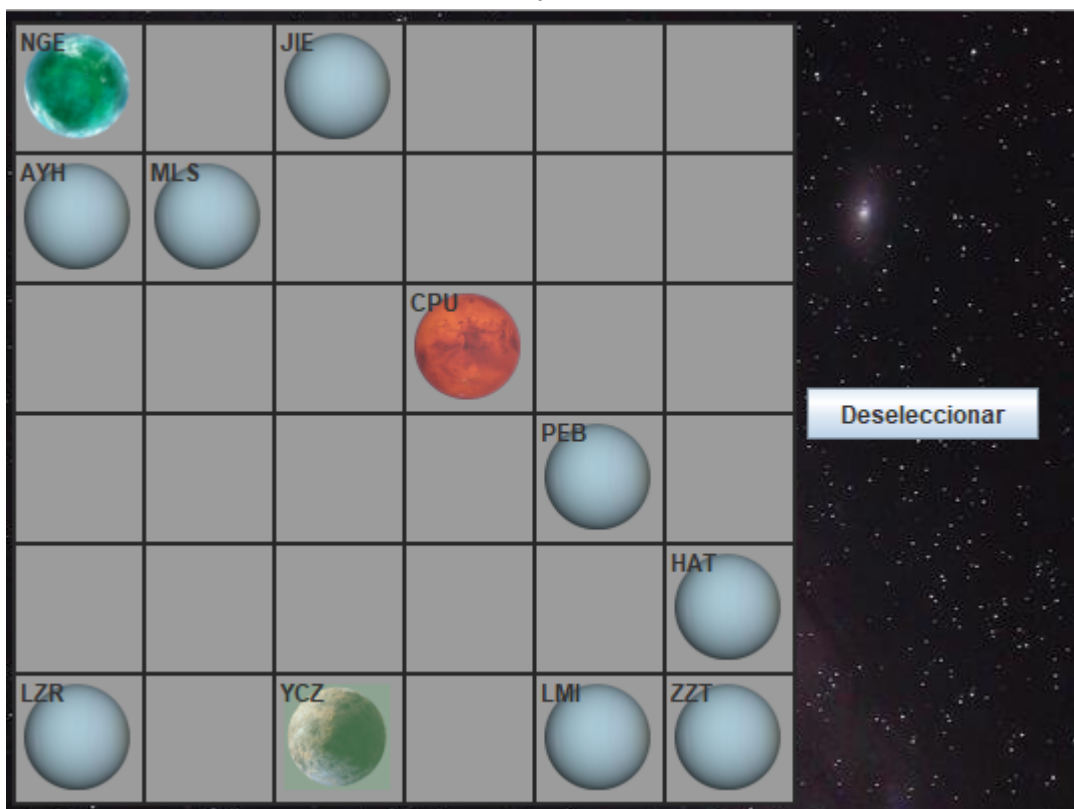 NGE JIE
AYH MLS
CPU
PEB
Deseleccionar
HAT
LZR YCZ LMI ZZT